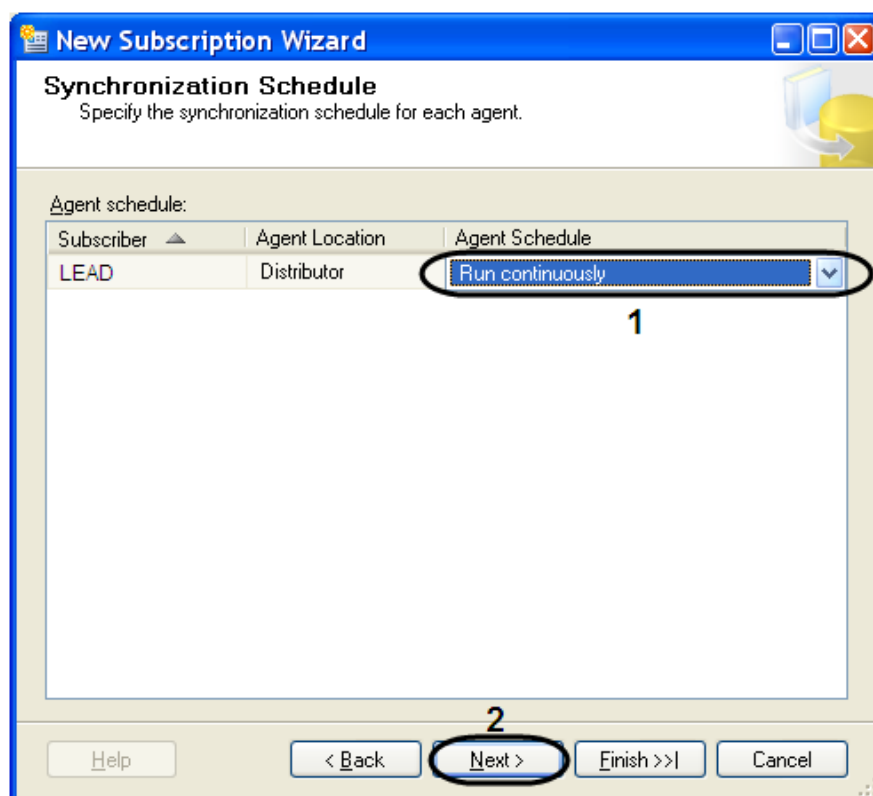 New Subscription Wizard
Synchronization Schedule
Specify the synchronization schedule for each agent.
Agent schedule:
Subscriber Agent Location Agent Schedule
LEAD Distributor Run continuously
1
2
Help < Back Next > Finish >>| Cancel